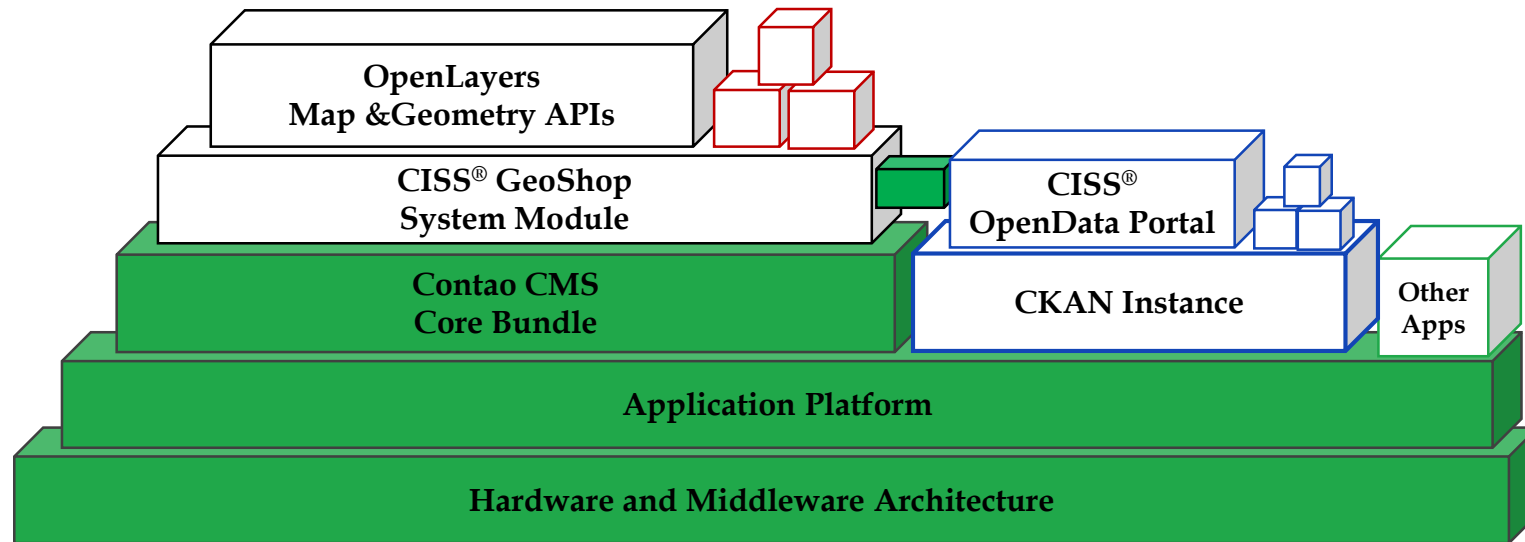 OpenLayers
Map &Geometry APIs
CISS® GeoShop
System Module
CISS®
OpenData Portal
Contao CMS
Core Bundle
CKAN Instance
Other
Apps
Application Platform
Hardware and Middleware Architecture